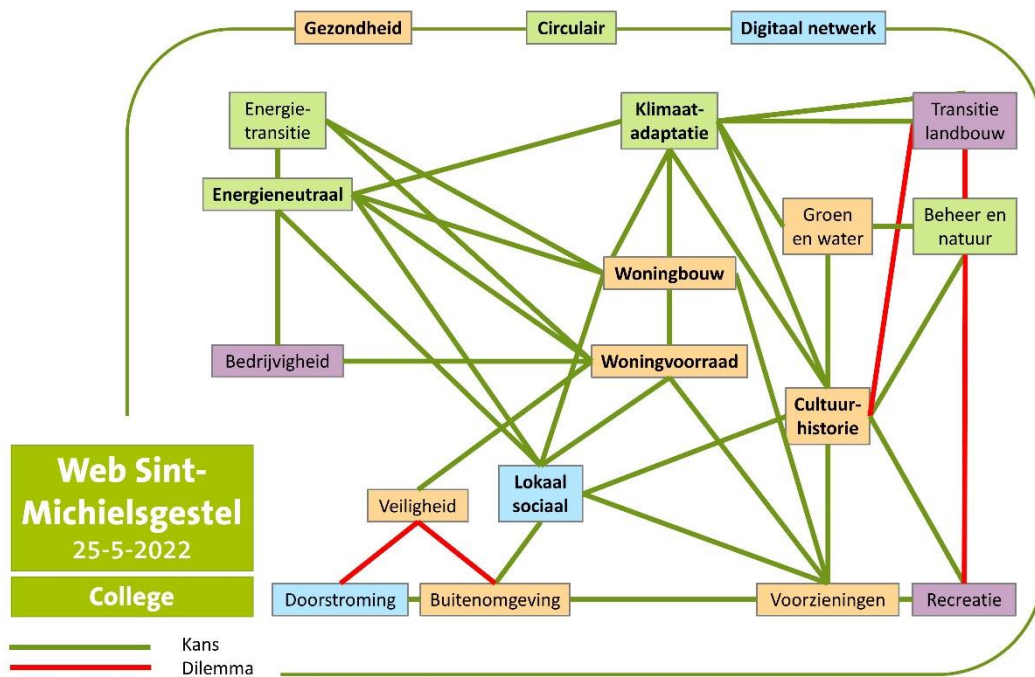 Gezondheid
Circulair
Digitaal netwerk
Energie-
transitie
Klimaat-
adaptatie
Transitie
landbouw
Energieneutraal
Groen
en water
Beheer en
natuur
Woningbouw
Bedrijvigheid
Woningvoorraad
Cultuur-
historie
Web Sint-
Michielsgestel
25-5-2022
College
Veiligheid
Lokaal
sociaal
Doorstroming
Buitenomgeving
Voorzieningen
Recreatie
Kans
Dilemma